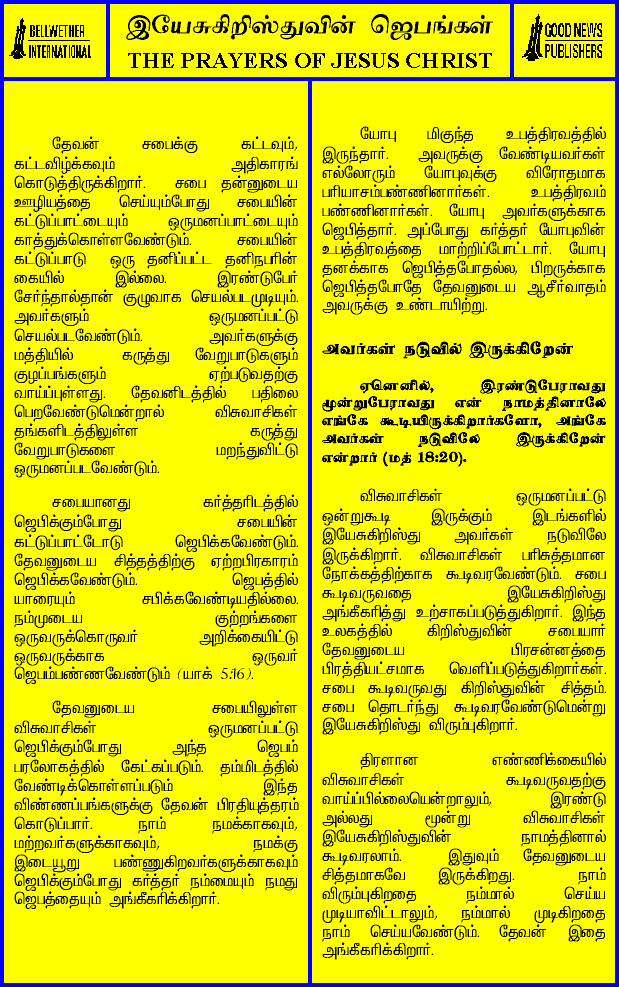 BELLWETHER
INTERNATIONAL
இயேசுகிறிஸ்துவின் ஜெபங்கள்
THE PRAYERS OF JESUS CHRIST
GOOD NEWS
PUBLISHERS
தேவன் சபைக்கு கட்டவும்,
கட்டவிழ்க்கவும் அதிகாரங்
கொடுத்திருக்கிறார். சபை தன்னுடைய
ஊழியத்தை செய்யும்போது சபையின்
கட்டுப்பாட்டையும் ஒருமனப்பாட்டையும்
காத்துக்கொள்ளவேண்டும். சபையின்
கட்டுப்பாடு ஒரு தனிப்பட்ட தனிநபரின்
கையில் இல்லை. இரண்டுபேர்
சேர்ந்தால்தான் குழுவாக செயல்படமுடியும்.
அவர்களும் ஒருமனப்பட்டு
செயல்படவேண்டும். அவர்களுக்கு
மத்தியில் கருத்து வேறுபாடுகளும்
குழப்பங்களும் ஏற்படுவதற்கு
வாய்ப்புள்ளது. தேவனிடத்தில் பதிலை
பெறவேண்டுமென்றால் விசுவாசிகள்
தங்களிடத்திலுள்ள கருத்து
வேறுபாடுகளை மறந்துவிட்டு
ஒருமனப்படவேண்டும்.
சபையானது கர்த்தரிடத்தில்
ஜெபிக்கும்போது சபையின்
கட்டுப்பாட்டோடு ஜெபிக்கவேண்டும்.
தேவனுடைய சித்தத்திற்கு ஏற்றபிரகாரம்
ஜெபிக்கவேண்டும். ஜெபத்தில்
யாரையும் சபிக்கவேண்டியதில்லை.
நம்முடைய குற்றங்களை
ஒருவருக்கொருவர் அறிக்கையிட்டு
ஒருவருக்காக ஒருவர்
ஜெபம்பண்ணவேண்டும் (யாக் 5:16).
தேவனுடைய சபையிலுள்ள
விசுவாசிகள் ஒருமனப்பட்டு
ஜெபிக்கும்போது அந்த ஜெபம்
பரலோகத்தில் கேட்கப்படும். தம்மிடத்தில்
வேண்டிக்கொள்ளப்படும் இந்த
விண்ணப்பங்களுக்கு தேவன் பிரதியுத்தரம்
கொடுப்பார். நாம் நமக்காகவும்,
மற்றவர்களுக்காகவும், நமக்கு
இடையூறு பண்ணுகிறவர்களுக்காகவும்
ஜெபிக்கும்போது கர்த்தர் நம்மையும் நமது
ஜெபத்தையும் அங்கீகரிக்கிறார்.
யோபு மிகுந்த உபத்திரவத்தில்
இருந்தார். அவருக்கு வேண்டியவர்கள்
எல்லோரும் யோபுவுக்கு விரோதமாக
பரியாசம்பண்ணினார்கள். உபத்திரவம்
பண்ணினார்கள். யோபு அவர்களுக்காக
ஜெபித்தார். அப்போது கர்த்தர் யோபுவின்
உபத்திரவத்தை மாற்றிப்போட்டார். யோபு
தனக்காக ஜெபித்தபோதல்ல, பிறருக்காக
ஜெபித்தபோதே தேவனுடைய ஆசீர்வாதம்
அவருக்கு உண்டாயிற்று.
அவர்கள் நடுவில் இருக்கிறேன்
ஏனெனில், இரண்டுபேராவது
மூன்றுபேராவது என் நாமத்தினாலே
எங்கே கூடியிருக்கிறார்களோ, அங்கே
அவர்கள் நடுவிலே இருக்கிறேன்
என்றார் (மத் 18:20).
விசுவாசிகள் ஒருமனப்பட்டு
ஒன்றுகூடி இருக்கும் இடங்களில்
இயேசுகிறிஸ்து அவர்கள் நடுவிலே
இருக்கிறார். விசுவாசிகள் பரிசுத்தமான
நோக்கத்திற்காக கூடிவரவேண்டும். சபை
கூடிவருவதை இயேசுகிறிஸ்து
அங்கீகரித்து உற்சாகப்படுத்துகிறார். இந்த
உலகத்தில் கிறிஸ்துவின் சபையார்
தேவனுடைய பிரசன்னத்தை
பிரத்தியட்சமாக வெளிப்படுத்துகிறார்கள்.
சபை கூடிவருவது கிறிஸ்துவின் சித்தம்.
சபை தொடர்ந்து கூடிவரவேண்டுமென்று
இயேசுகிறிஸ்து விரும்புகிறார்.
திரளான எண்ணிக்கையில்
விசுவாசிகள் கூடிவருவதற்கு
வாய்ப்பில்லையென்றாலும், இரண்டு
அல்லது மூன்று விசுவாசிகள்
இயேசுகிறிஸ்துவின் நாமத்தினால்
கூடிவரலாம். இதுவும் தேவனுடைய
சித்தமாகவே இருக்கிறது. நாம்
விரும்புகிறதை நம்மால் செய்ய
முடியாவிட்டாலும், நம்மால் முடிகிறதை
நாம் செய்யவேண்டும். தேவன் இதை
அங்கீகரிக்கிறார்.